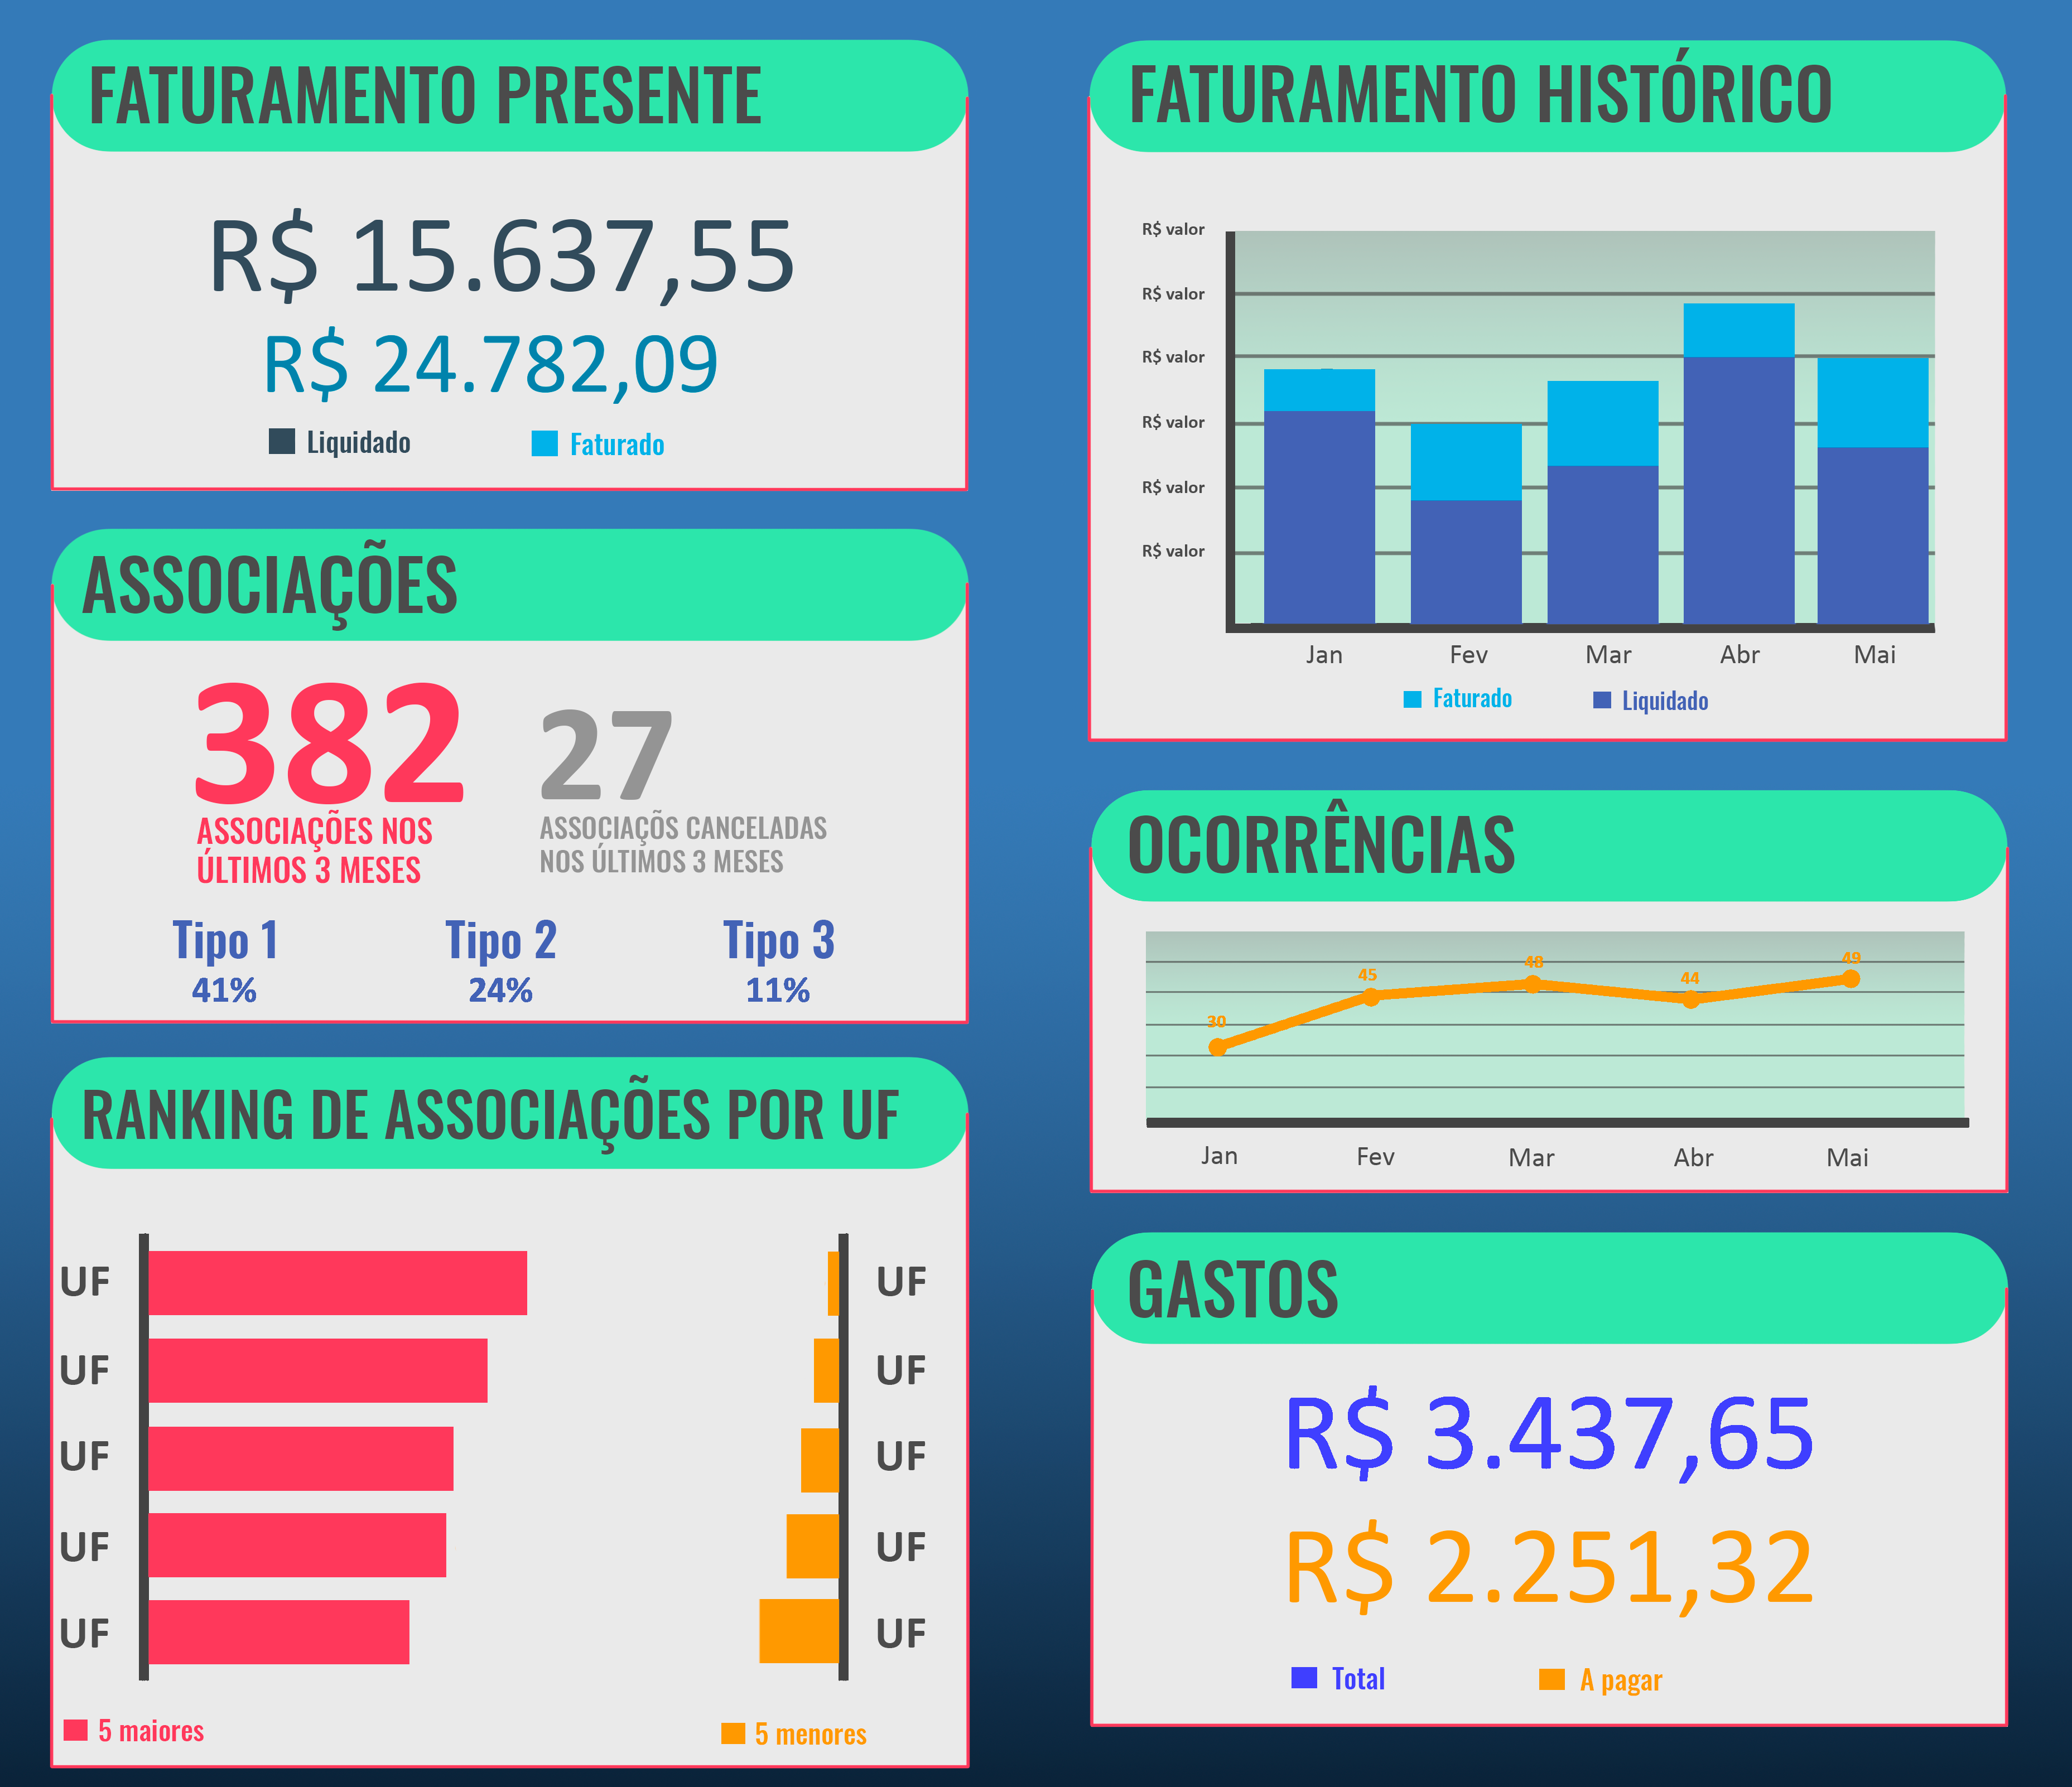 FATURAMENTO PRESENTE
R$ 15.637,55
R$ 24.782,09
Liquidado
Faturado
ASSOCIAÇÕES
382
ASSOCIAÇÕES NOS
ÚLTIMOS 3 MESES
27
ASSOCIAÇÕS CANCELADAS
NOS ÚLTIMOS 3 MESES
Tipo 1
41%
Tipo 2
24%
Tipo 3
11%
RANKING DE ASSOCIAÇÕES POR UF
UF
UF
UF
UF
UF
UF
UF
UF
UF
UF
5 maiores
5 menores
FATURAMENTO HISTÓRICO
R$ valor
R$ valor
R$ valor
R$ valor
R$ valor
R$ valor
Jan
Fev
Mar
Abr
Mai
Faturado
Liquidado
OCORRÊNCIAS
30
45
48
44
49
Jan
Fev
Mar
Abr
Mai
GASTOS
R$ 3.437,65
R$ 2.251,32
Total
A pagar